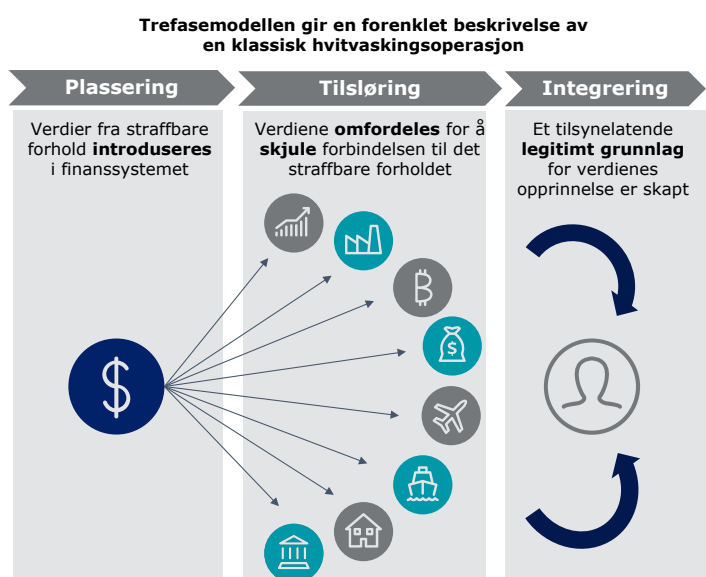 Trefasemodellen gir en forenklet beskrivelse av
en klassisk hvitvaskingsoperasjon
Plassering
Tilsløring
Integrering
Verdier fra straffbare
forhold introduseres
i finanssystemet
Verdiene omfordeles for å
skjule forbindelsen til det
straffbare forholdet
Et tilsynelatende
legitimt grunnlag
for verdienes
opprinnelse er skapt
$
$